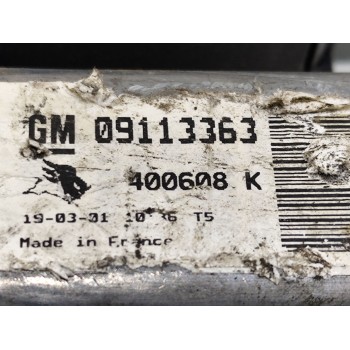 GM 09113363
400608 K
19-03-01 T5
Made in France